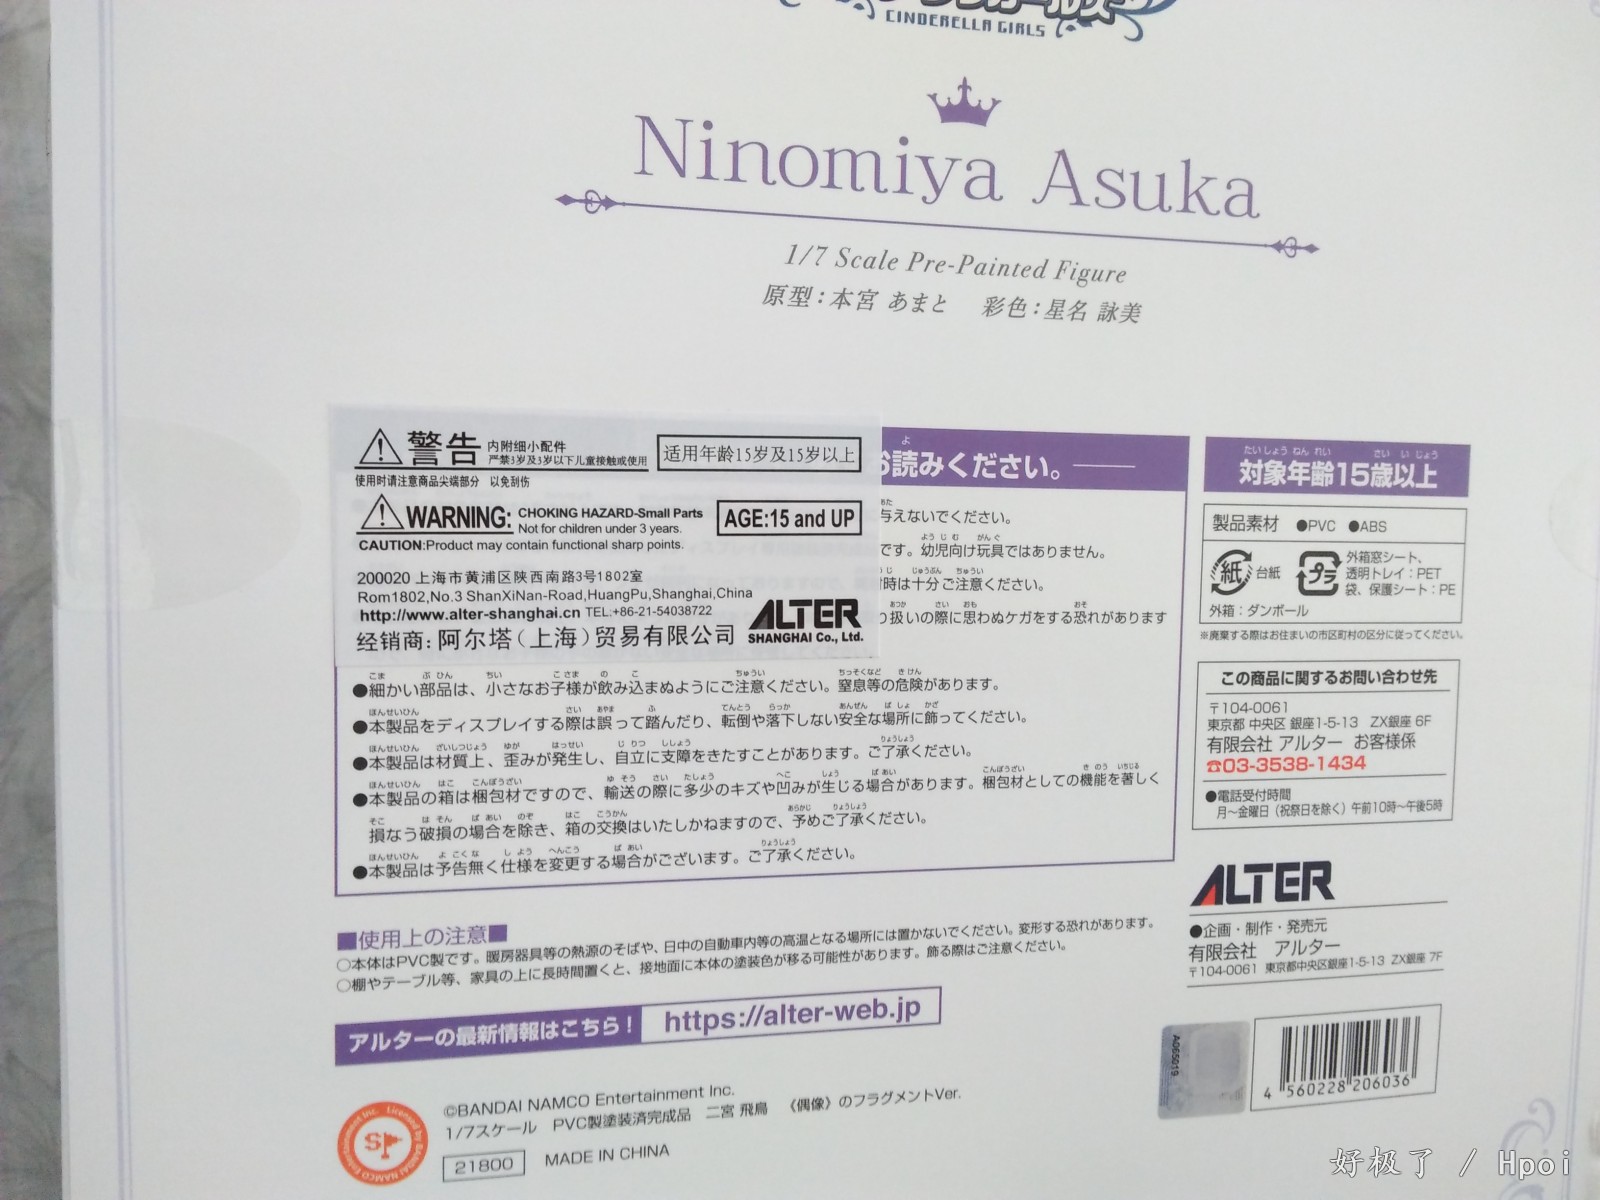 CINDERELLA GIRLS
Ninomiya Asuka
1/7 Scale Pre-Painted Figure
原型：本宮 あまと 彩色：星名 詠美
警告 内附细小配件
严禁3岁及3岁以下儿童接触或使用
适用年龄15岁及15岁以上
使用时请注意商品尖端部分 以免刮伤
WARNING: CHOKING HAZARD-Small Parts
Not for children under 3 years.
AGE:15 and UP
CAUTION:Product may contain functional sharp points.
200020 上海市黄浦区陕西南路3号1802室
Rom1802,No.3 ShanXiNan-Road,HuangPu,Shanghai,China
http://www.alter-shanghai.cn TEL:+86-21-54038722
经销商：阿尔塔（上海）贸易有限公司
ALTER
SHANGHAI Co., Ltd.
お読みください。
与えないでください。
です。幼児向け玩具ではありません。
時は十分ご注意ください。
り扱いの際に思わぬケガをする恐れがあります
●細かい部品は、小さなお子様が飲み込まぬようにご注意ください。窒息等の危険があります。
●本製品をディスプレイする際は誤って踏んだり、転倒や落下しない安全な場所に飾ってください。
●本製品は材質上、歪みが発生し、自立に支障をきたすことがあります。ご了承ください。
●本製品の箱は梱包材ですので、輸送の際に多少のキズや凹みが生じる場合があります。梱包材としての機能を著しく
損なう破損の場合を除き、箱の交換はいたしかねますので、予めご了承ください。
●本製品は予告無く仕様を変更する場合がございます。ご了承ください。
■使用上の注意■
○本体はPVC製です。暖房器具等の熱源のそばや、日中の自動車内等の高温となる場所には置かないでください。変形する恐れがあります。
○棚やテーブル等、家具の上に長時間置くと、接地面に本体の塗装色が移る可能性があります。飾る際はご注意ください。
アルターの最新情報はこちら！ https://alter-web.jp
©BANDAI NAMCO Entertainment Inc.
1/7スケール PVC製塗装済完成品 二宮 飛鳥 《偶像》のフラグメントVer.
21800 MADE IN CHINA
対象年齢15歳以上
製品素材 ●PVC ●ABS
紙 台紙
プラ 外箱窓シート、
透明トレイ：PET
袋、保護シート：PE
外箱：ダンボール
※廃棄する際はお住まいの市区町村の区分に従ってください。
この商品に関するお問い合わせ先
〒104-0061
東京都 中央区 銀座1-5-13 ZX銀座 6F
有限会社 アルター お客様係
☎03-3538-1434
●電話受付時間
月〜金曜日（祝祭日を除く）午前10時〜午後5時
ALTER
●企画・制作・発売元
有限会社 アルター
〒104-0061 東京都中央区銀座1-5-13 ZX銀座 7F
A065019
4 560228 206036
好极了 / Hpoi